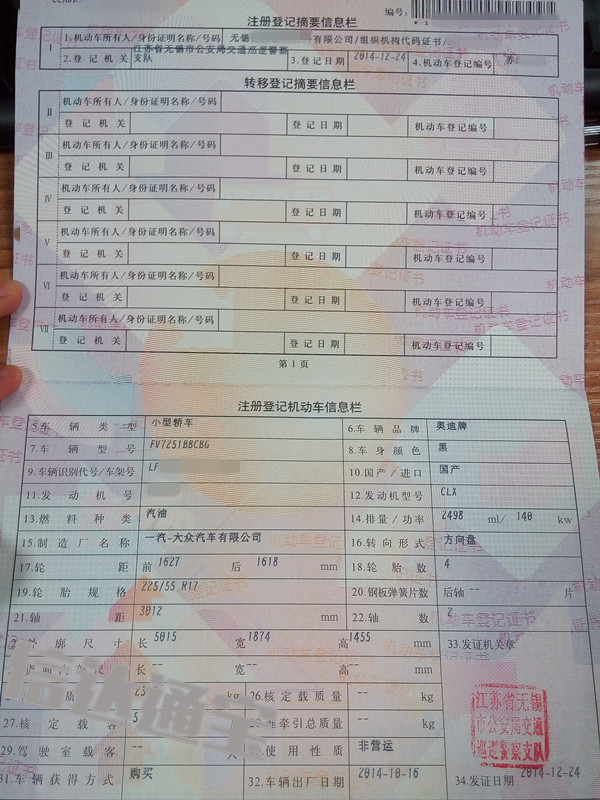 注册登记摘要信息栏
编号:
I
1.机动车所有人/身份证明名称/号码 无锡 有限公司/组织机构代码证书/
2.登记机关 江苏省无锡市公安局交通巡逻警察支队 3.登记日期 2014-12-24 4.机动车登记编号 苏
转移登记摘要信息栏
II 机动车所有人/身份证明名称/号码
登记机关 登记日期 机动车登记编号
III 机动车所有人/身份证明名称/号码
登记机关 登记日期 机动车登记编号
IV 机动车所有人/身份证明名称/号码
登记机关 登记日期 机动车登记编号
V 机动车所有人/身份证明名称/号码
登记机关 登记日期 机动车登记编号
VI 机动车所有人/身份证明名称/号码
登记机关 登记日期 机动车登记编号
VII 机动车所有人/身份证明名称/号码
登记机关 登记日期 机动车登记编号
第1页
注册登记机动车信息栏
5.车辆类型 小型轿车 6.车辆品牌 奥迪牌
7.车辆型号 FV7251BBCBG 8.车身颜色 黑
9.车辆识别代号/车架号 LF 10.国产/进口 国产
11.发动机号 12.发动机型号 CLX
13.燃料种类 汽油 14.排量/功率 2498 ml/ 140 kw
15.制造厂名称 一汽-大众汽车有限公司 16.转向形式 方向盘
17.轮距 前 1627 后 1618 mm 18.轮胎数 4
19.轮胎规格 225/55 R17 20.钢板弹簧片数 后轴 -- 片
21.轴距 3012 mm 22.轴数 2
廓尺寸 长 5015 宽 1874 高 1455 mm 33.发证机关章
长 -- 宽 -- 高 -- mm
质 kg 26.核定载质量 -- kg
27.核定载客 5 牵引总质量 -- kg
29.驾驶室载客 -- 使用性质 非营运
31.车辆获得方式 购买 32.车辆出厂日期 2014-10-16 34.发证日期 2014-12-24
江苏省无锡
市公安局交通
巡逻警察支队